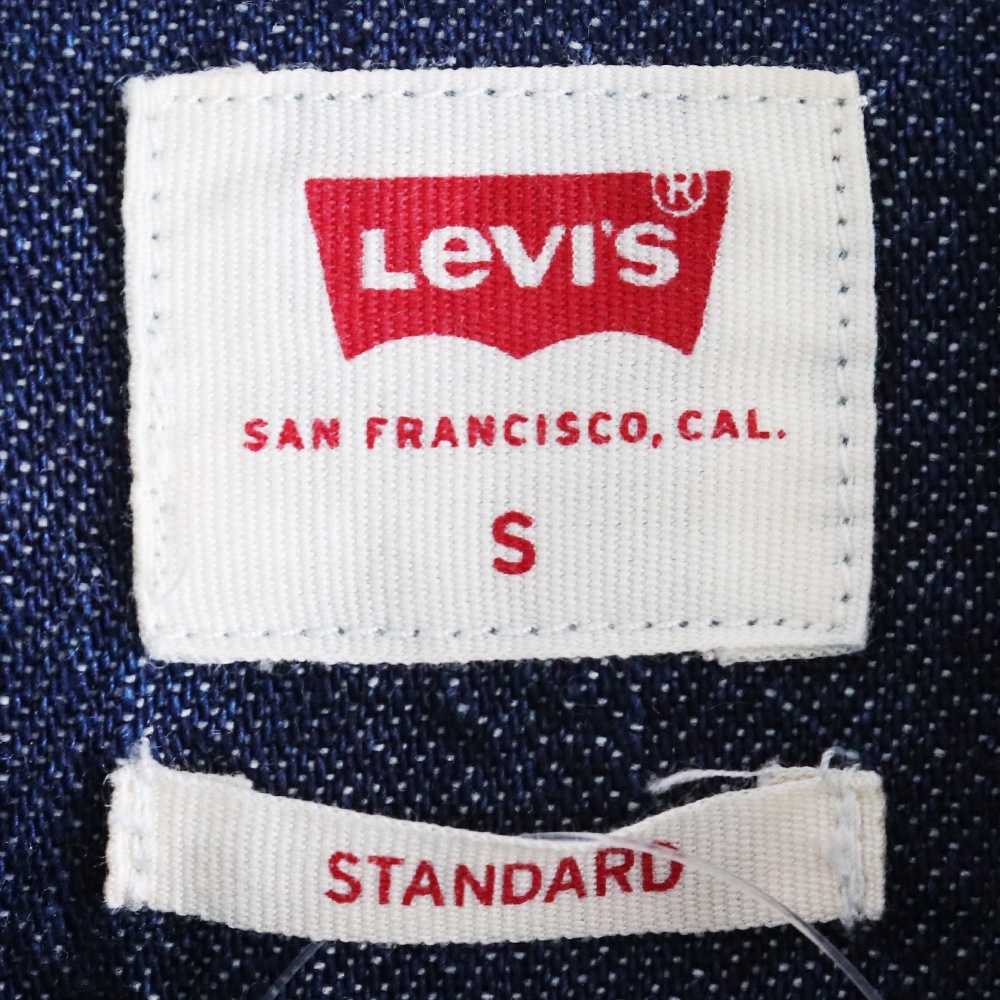 LEVI'S®
SAN FRANCISCO, CAL.
S
STANDARD